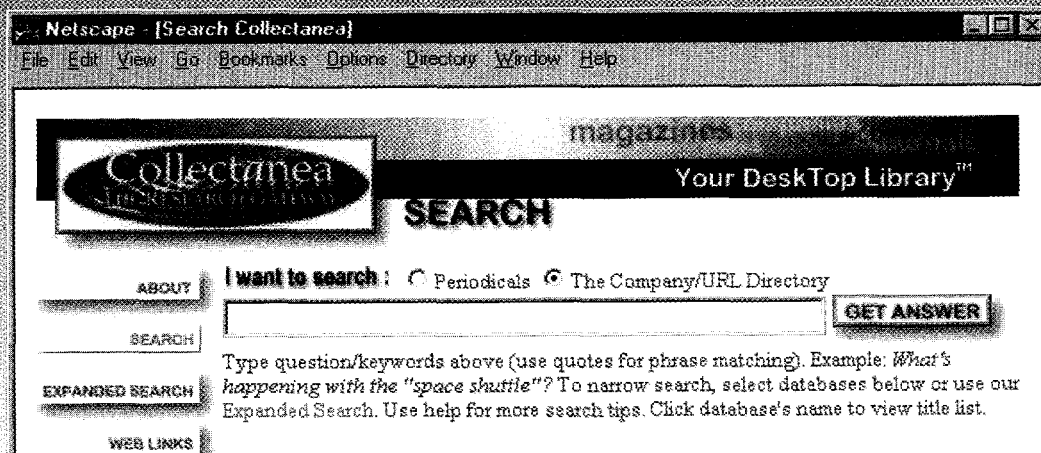 Netscape - [Search Collectanea]
File Edit View Go Bookmarks Options Directory Window Help
magazines
Collectanea
Your DeskTop Library™
SEARCH
I want to search : Periodicals The Company/URL Directory
ABOUT
GET ANSWER
SEARCH
Type question/keywords above (use quotes for phrase matching). Example: What's
happening with the "space shuttle"? To narrow search, select databases below or use our
EXPANDED SEARCH
Expanded Search. Use help for more search tips. Click database's name to view title list.
WEB LINKS